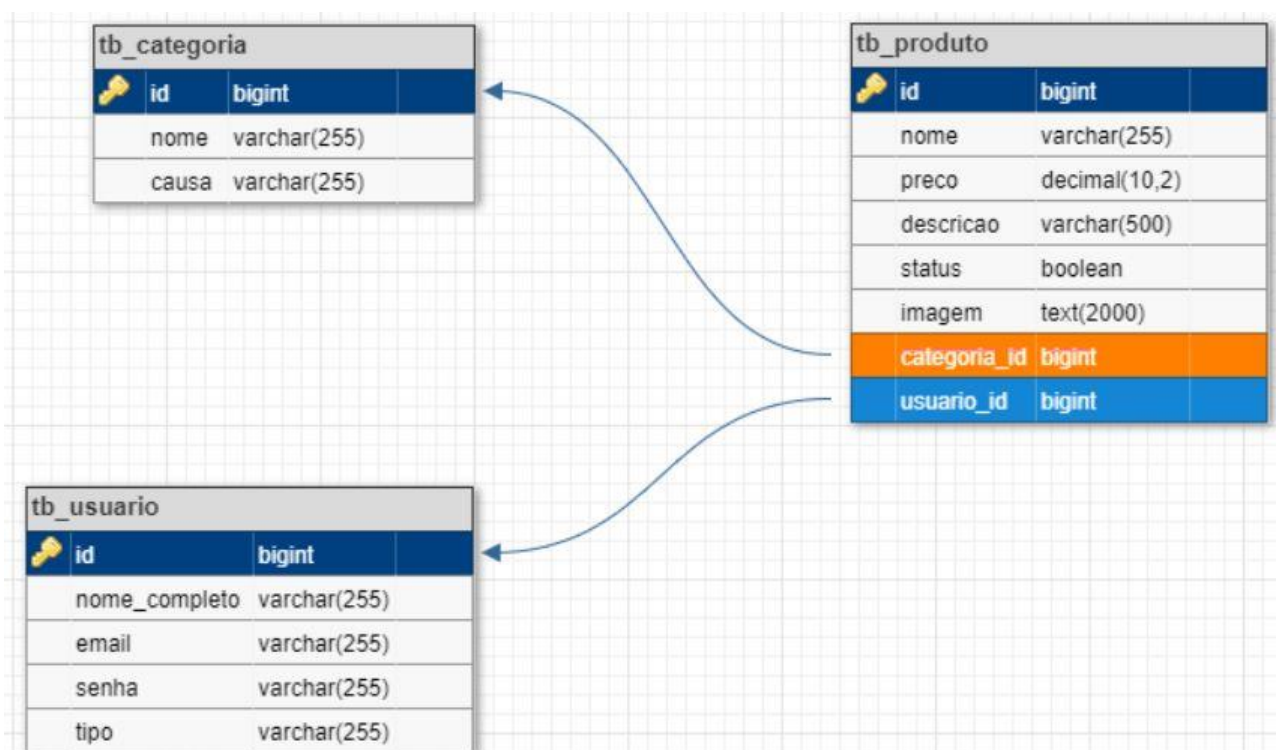 tb_categoria
id bigint
nome varchar(255)
causa varchar(255)
tb_produto
id bigint
nome varchar(255)
preco decimal(10,2)
descricao varchar(500)
status boolean
imagem text(2000)
categoria_id bigint
usuario_id bigint
tb_usuario
id bigint
nome_completo varchar(255)
email varchar(255)
senha varchar(255)
tipo varchar(255)